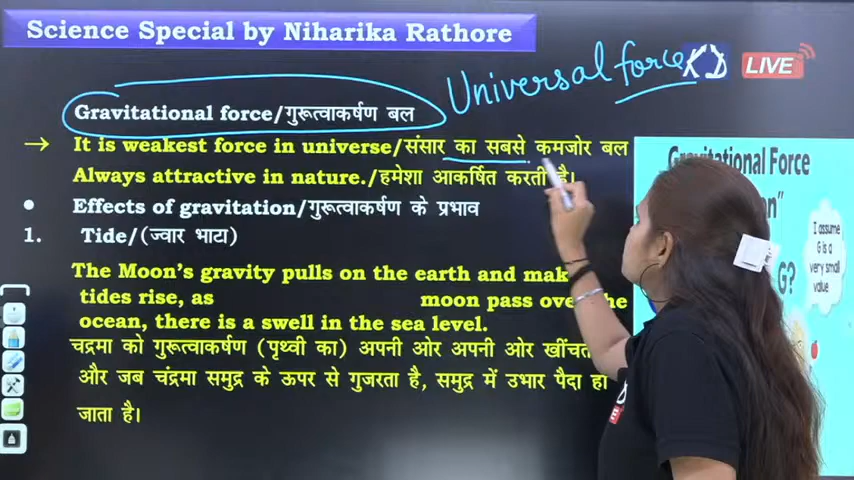 Science Special by Niharika Rathore
Universal force
KD LIVE
Gravitational force/गुरूत्वाकर्षण बल
→ It is weakest force in universe/संसार का सबसे कमजोर बल
Always attractive in nature./हमेशा आकर्षित करती है।
• Effects of gravitation/गुरूत्वाकर्षण के प्रभाव
1. Tide/(ज्वार भाटा)
The Moon's gravity pulls on the earth and mak
tides rise, as moon pass over the
ocean, there is a swell in the sea level.
चद्रमा को गुरूत्वाकर्षण (पृथ्वी का) अपनी ओर अपनी ओर खींचत
और जब चंद्रमा समुद्र के ऊपर से गुजरता है, समुद्र में उभार पैदा हा
जाता है।
Gravitational Force
I assume
G is a
very small
value
G?